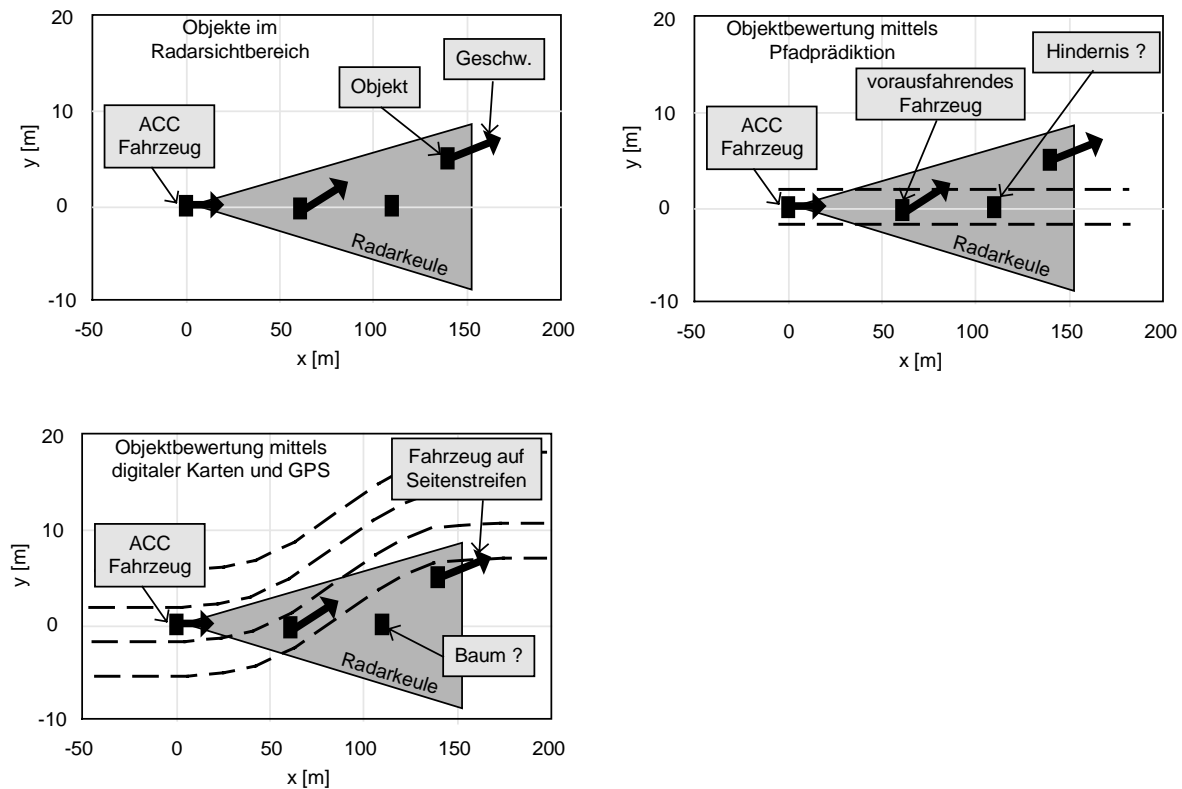 20
10
0
-10
y [m]
Objekte im
Radarsichtbereich
Geschw.
Objekt
ACC
Fahrzeug
Radarkeule
-50 0 50 100 150 200
x [m]
20
10
0
-10
y [m]
Objektbewertung mittels
Pfadprädiktion
Hindernis ?
vorausfahrendes
Fahrzeug
ACC
Fahrzeug
Radarkeule
-50 0 50 100 150 200
x [m]
20
10
0
-10
y [m]
Objektbewertung mittels
digitaler Karten und GPS
Fahrzeug auf
Seitenstreifen
ACC
Fahrzeug
Baum ?
Radarkeule
-50 0 50 100 150 200
x [m]